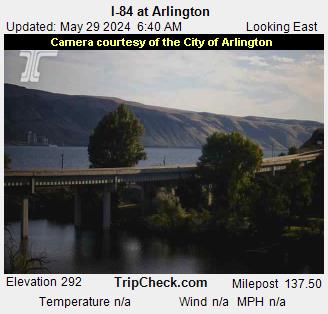 I-84 at Arlington
Updated: May 29 2024 6:40 AM Looking East
Camera courtesy of the City of Arlington
Elevation 292 TripCheck.com Milepost 137.50
Temperature n/a Wind n/a MPH n/a